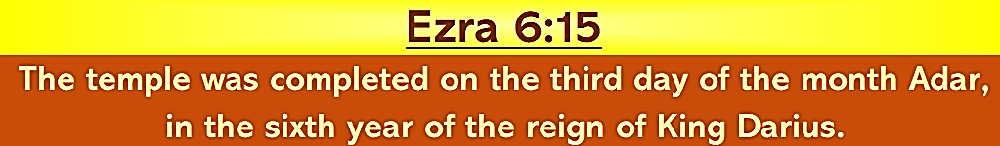 Ezra 6:15
The temple was completed on the third day of the month Adar,
in the sixth year of the reign of King Darius.